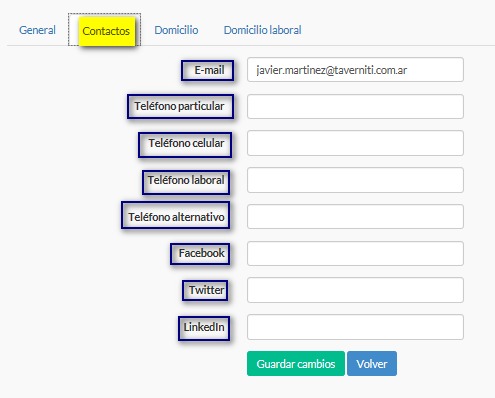 General Contactos Domicilio Domicilio laboral
E-mail javier.martinez@taverniti.com.ar
Teléfono particular
Teléfono celular
Teléfono laboral
Teléfono alternativo
Facebook
Twitter
LinkedIn
Guardar cambios Volver